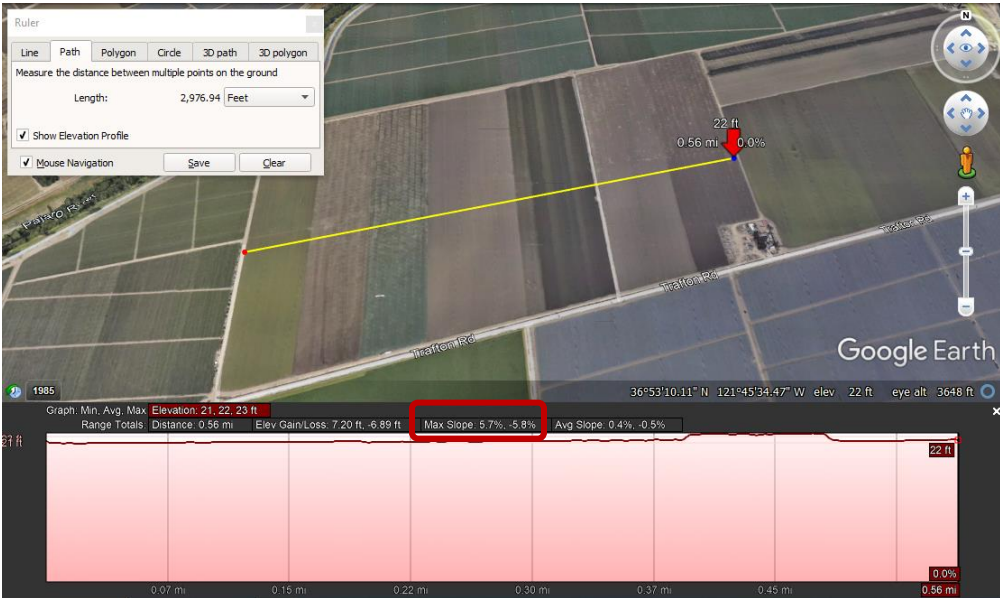 Ruler
Line Path Polygon Circle 3D path 3D polygon
Measure the distance between multiple points on the ground
Length: 2,976.94 Feet
Show Elevation Profile
Mouse Navigation Save Clear
N
22 ft
0.56 mi 0.0%
Pajaro River
Trafton Rd
Trafton Rd
Trafton Rd
Google Earth
1985
36°53'10.11" N 121°45'34.47" W elev 22 ft eye alt 3648 ft
Graph: Min, Avg, Max Elevation: 21, 22, 23 ft
Range Totals: Distance: 0.56 mi Elev Gain/Loss: 7.20 ft, -6.89 ft Max Slope: 5.7%, -5.8% Avg Slope: 0.4%, -0.5%
22 ft
0.0%
0.07 mi 0.15 mi 0.22 mi 0.30 mi 0.37 mi 0.45 mi 0.56 mi